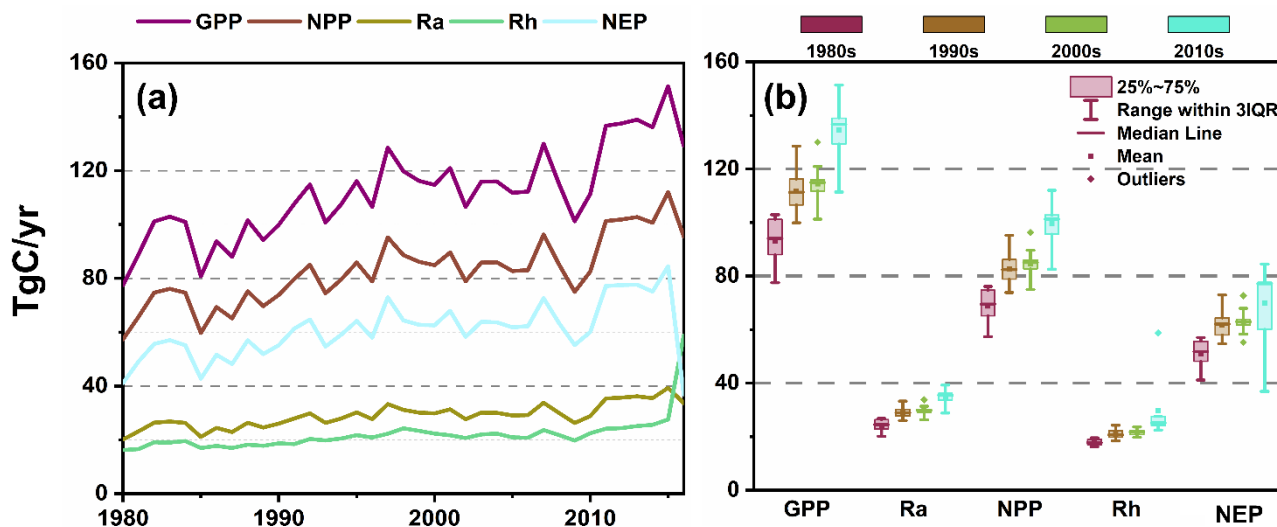 GPP NPP Ra Rh NEP
TgC/yr
160
120
80
40
0
(a)
1980 1990 2000 2010
1980s 1990s 2000s 2010s
160
120
80
40
0
(b)
25%~75%
Range within 3IQR
Median Line
Mean
Outliers
GPP Ra NPP Rh NEP